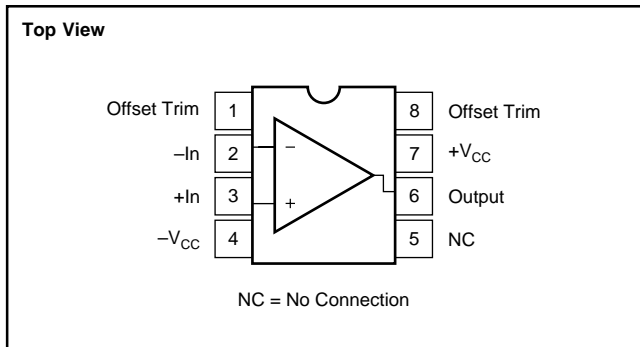 Top View
Offset Trim 1 8 Offset Trim
–In 2 – 7 +VCC
+In 3 + 6 Output
–VCC 4 5 NC
NC = No Connection